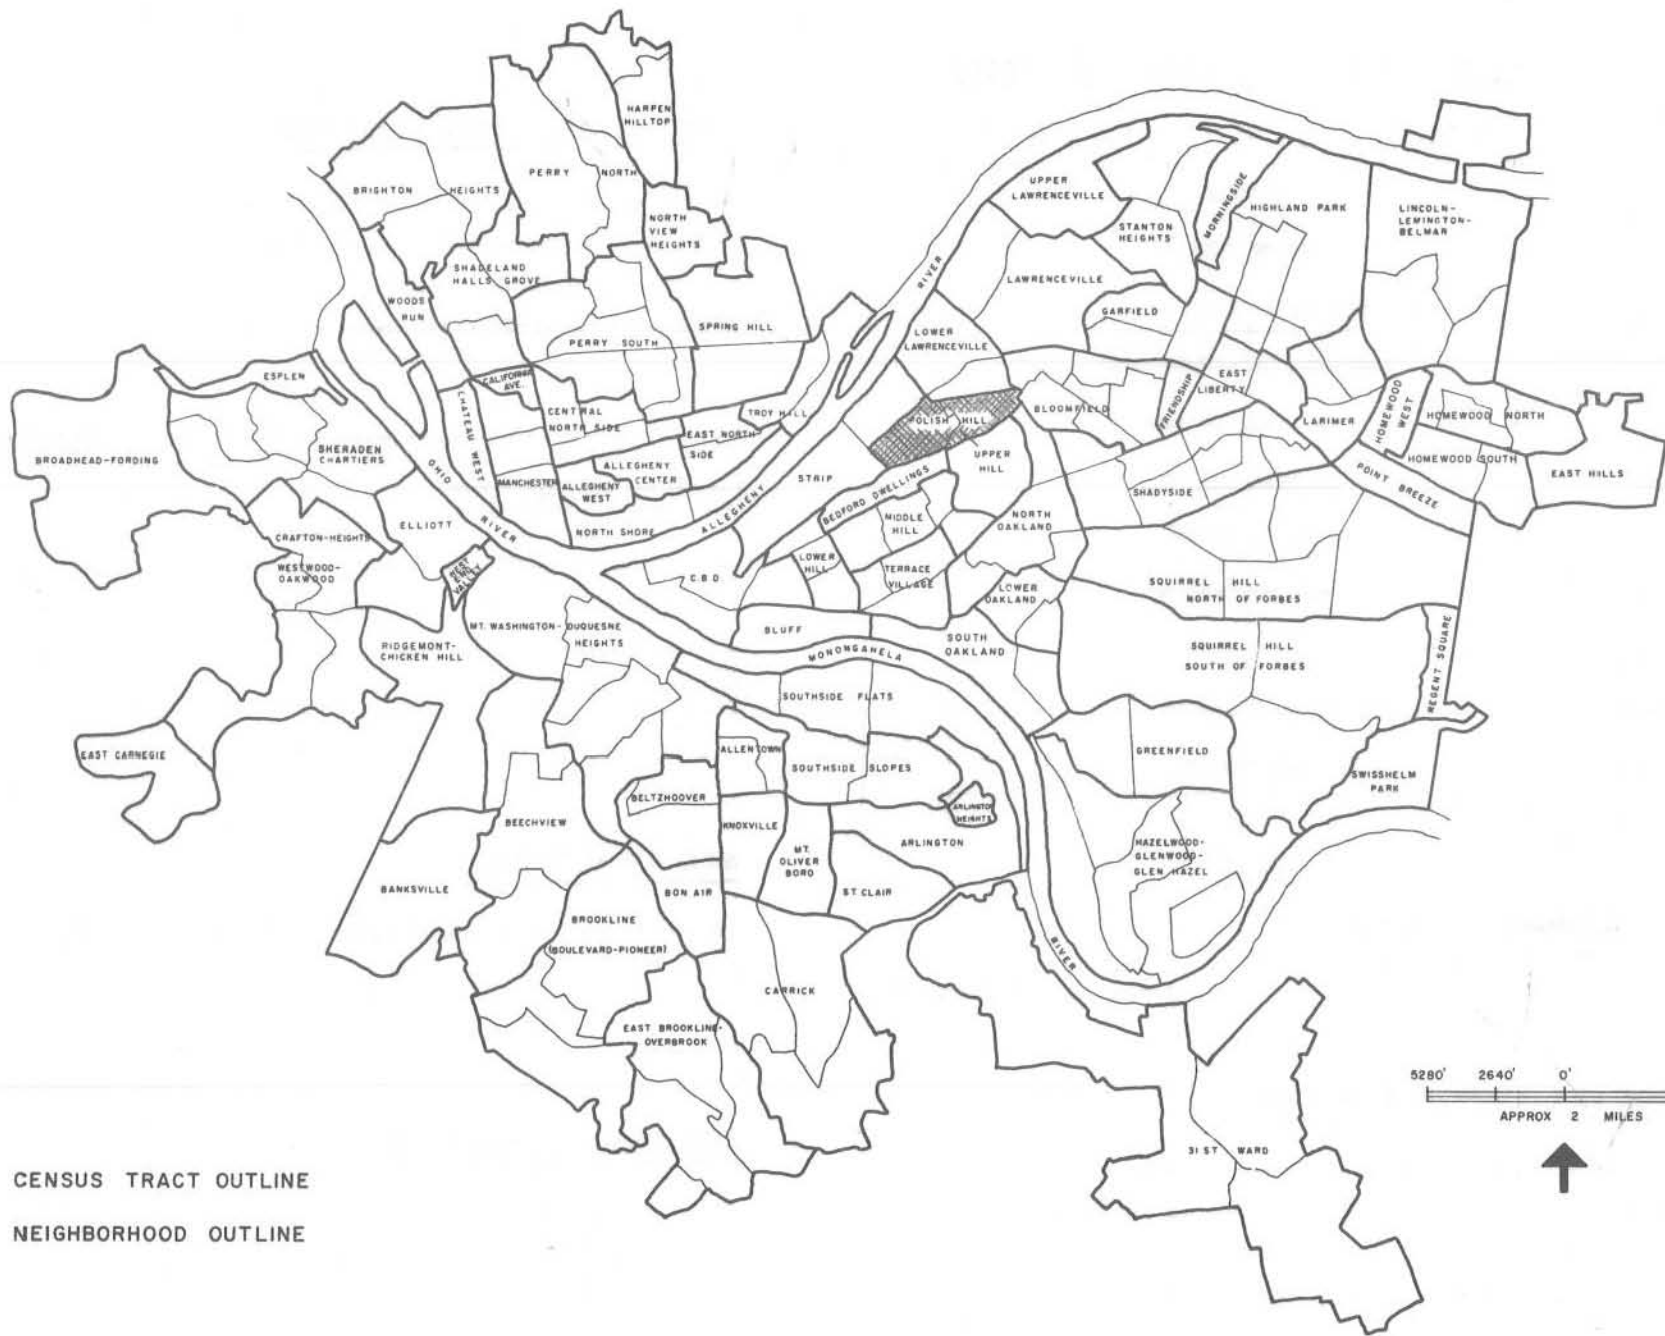 HARPEN
HILLTOP
PERRY NORTH
BRIGHTON HEIGHTS
NORTH
VIEW
HEIGHTS
UPPER
LAWRENCEVILLE
MORNINGSIDE
HIGHLAND PARK
LINCOLN-
LEMINGTON-
BELMAR
STANTON
HEIGHTS
SHADELAND
HALLS GROVE
RIVER
LAWRENCEVILLE
WOODS
RUN
GARFIELD
SPRING HILL
PERRY SOUTH
LOWER
LAWRENCEVILLE
ESPLEN
CALIFORNIA
AVE.
EAST
LIBERTY
FRIENDSHIP
CHATEAU WEST
CENTRAL
NORTH SIDE
TROY HILL
POLISH HILL
BLOOMFIELD
LARIMER
HOMEWOOD
WEST
HOMEWOOD NORTH
EAST NORTH
SIDE
SHERADEN
CHARTIERS
BROADHEAD-FORDING
OHIO
RIVER
MANCHESTER
ALLEGHENY
WEST
ALLEGHENY
CENTER
STRIP
UPPER
HILL
HOMEWOOD SOUTH
EAST HILLS
POINT BREEZE
SHADYSIDE
BEDFORD DWELLINGS
ALLEGHENY
NORTH SHORE
MIDDLE
HILL
NORTH
OAKLAND
ELLIOTT
CRAFTON-HEIGHTS
WESTWOOD-
OAKWOOD
WEST
END
VALLEY
C.B.D.
LOWER
HILL
TERRACE
VILLAGE
LOWER
OAKLAND
SQUIRREL HILL
NORTH OF FORBES
MT. WASHINGTON-DUQUESNE
HEIGHTS
BLUFF
SOUTH
OAKLAND
RIDGEMONT-
CHICKEN HILL
MONONGAHELA
SQUIRREL HILL
SOUTH OF FORBES
REGENT SQUARE
SOUTHSIDE FLATS
EAST CARNEGIE
ALLENTOWN
SOUTHSIDE SLOPES
GREENFIELD
SWISSHELM
PARK
BELTZHOOVER
ARLINGTON
HEIGHTS
BEECHVIEW
KNOXVILLE
MT.
OLIVER
BORO
ARLINGTON
HAZELWOOD-
GLENWOOD-
GLEN HAZEL
BANKSVILLE
BON AIR
ST CLAIR
BROOKLINE
(BOULEVARD-PIONEER)
RIVER
CARRICK
EAST BROOKLINE-
OVERBROOK
5280' 2640' 0'
APPROX 2 MILES
31 ST WARD
CENSUS TRACT OUTLINE
NEIGHBORHOOD OUTLINE